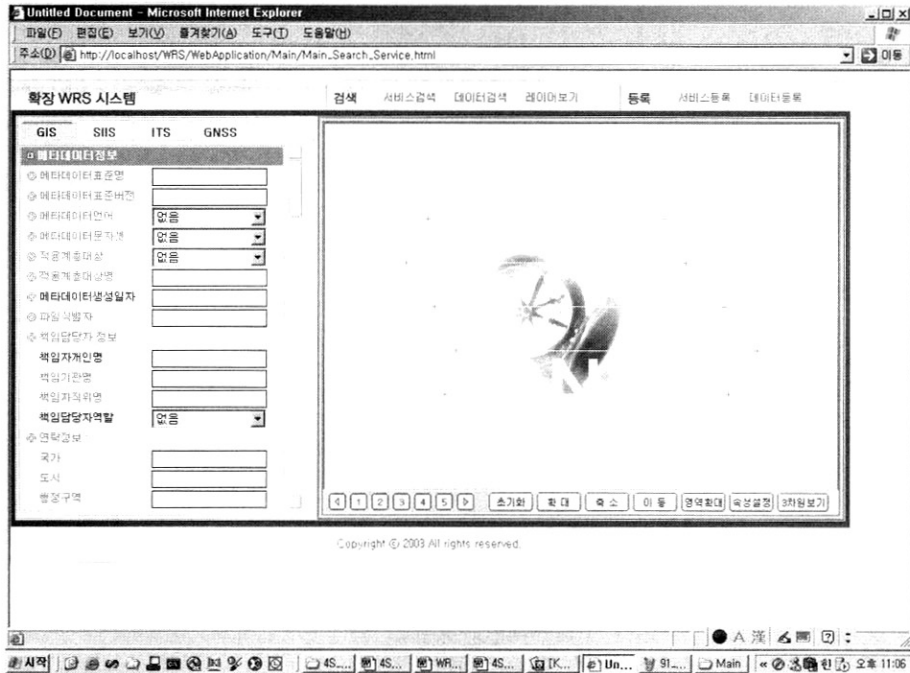 Untitled Document - Microsoft Internet Explorer
파일(F) 편집(E) 보기(V) 즐겨찾기(A) 도구(T) 도움말(H)
주소(D) http://localhost/WRS/WebApplication/Main/Main_Search_Service.html 이동
확장 WRS 시스템 검색 서비스검색 데이터검색 레이어보기 등록 서비스등록 데이터등록
GIS SIIS ITS GNSS
메타데이터정보
메타데이터표준명
메타데이터표준버전
메타데이터언어 없음
메타데이터문자셋 없음
적용계층대상 없음
적용계층대상명
메타데이터생성일자
파일식별자
책임담당자 정보
책임자개인명
책임기관명
책임자직위명
책임담당자역할 없음
연락정보
국가
도시
행정구역
1 2 3 4 5 초기화 확대 축소 이동 영역확대 속성설정 3차원보기
Copyright © 2003 All rights reserved.
A 漢
시작 4S.... 4S... WR... 4S... [K... Un... 91... Main « 한 오후 11:06